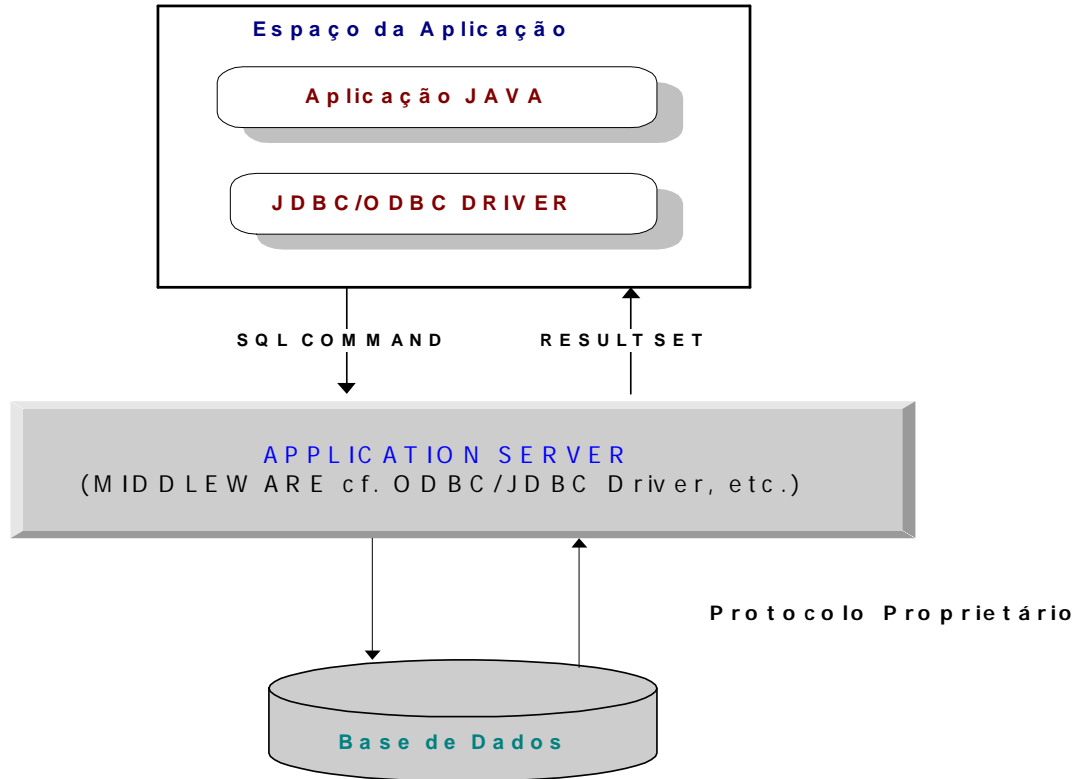 Espaço da Aplicação
Aplicação JAVA
JDBC/ODBC DRIVER
SQL COMMAND RESULT SET
APPLICATION SERVER
(MIDDLEWARE cf. ODBC/JDBC Driver, etc.)
Protocolo Proprietário
Base de Dados